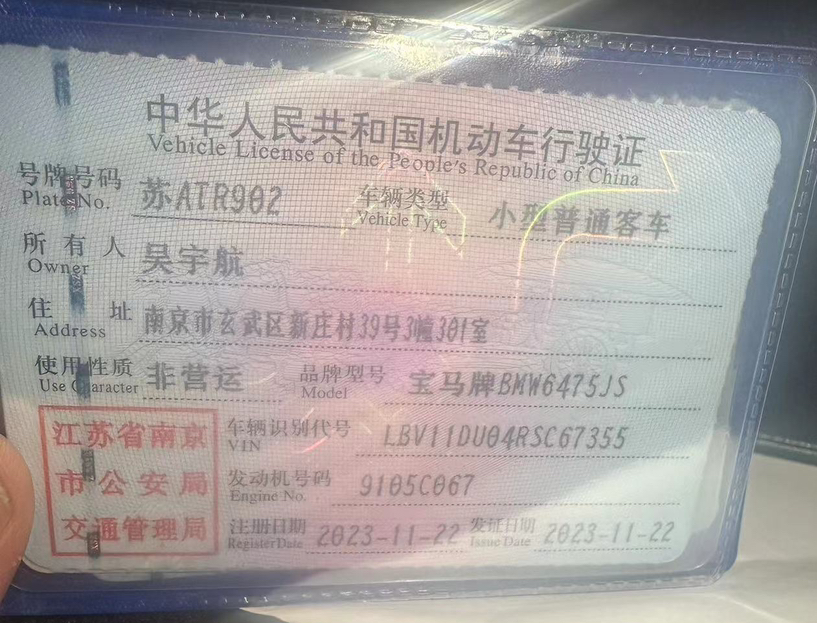 中华人民共和国机动车行驶证
Vehicle License of the People's Republic of China
号牌号码 苏ATR902 车辆类型 小型普通客车
Plate No. Vehicle Type
所有人 吴宇航
Owner
住址 南京市玄武区新庄村39号3幢301室
Address
使用性质 非营运 品牌型号 宝马牌BMW6475JS
Use Character Model
江苏省南京
市公安局
交通管理局
车辆识别代号 LBV11DU04RSC67355
VIN
发动机号码 9105C067
Engine No.
注册日期 2023-11-22 发证日期 2023-11-22
Register Date Issue Date